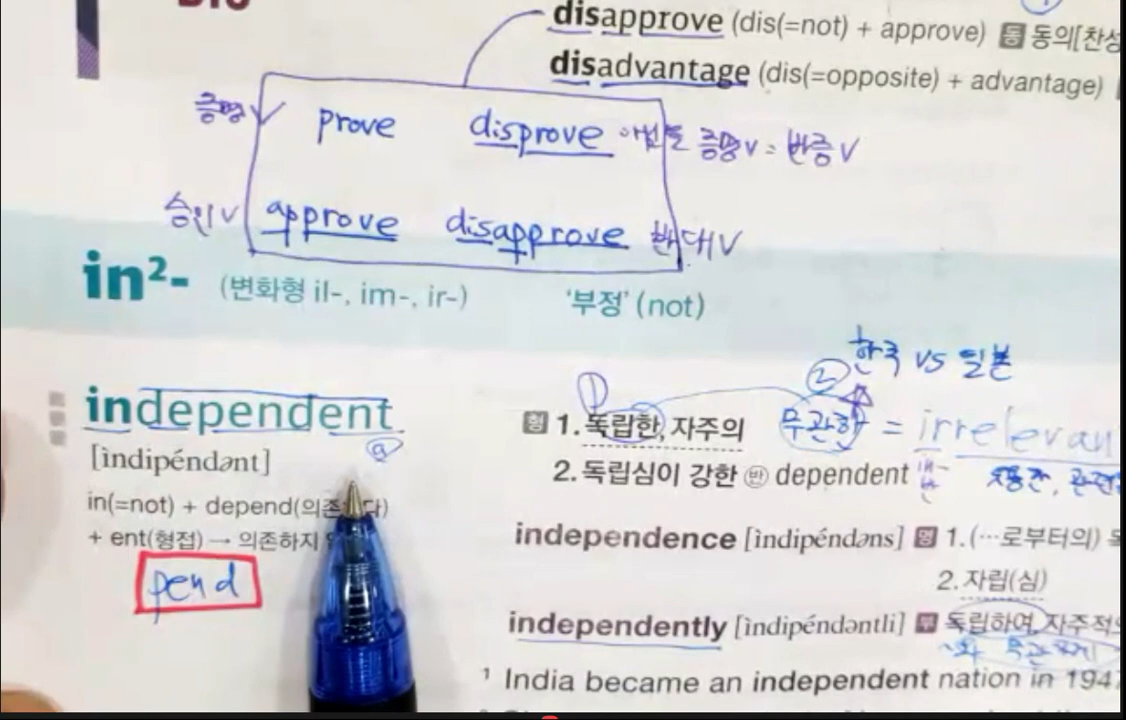 disapprove (dis(=not) + approve) 동 동의[찬성
disadvantage (dis(=opposite) + advantage)
증명V prove disprove 증명V = 반증V
승인V approve disapprove 반대V
in²- (변화형 il-, im-, ir-) '부정' (not)
한국 vs 일본
independent
ⓐ
[ìndipéndənt]
in(=not) + depend(의존 다)
+ ent(형접) → 의존하지
pend
① ②
형 1. 독립한, 자주의 무관한 = irrelevan
2. 독립심이 강한 반 dependent
independence [ìndipéndəns] 명 1. (…로부터의)
2. 자립(심)
independently [ìndipéndəntli] 부 독립하여, 자주적으
1 India became an independent nation in 194